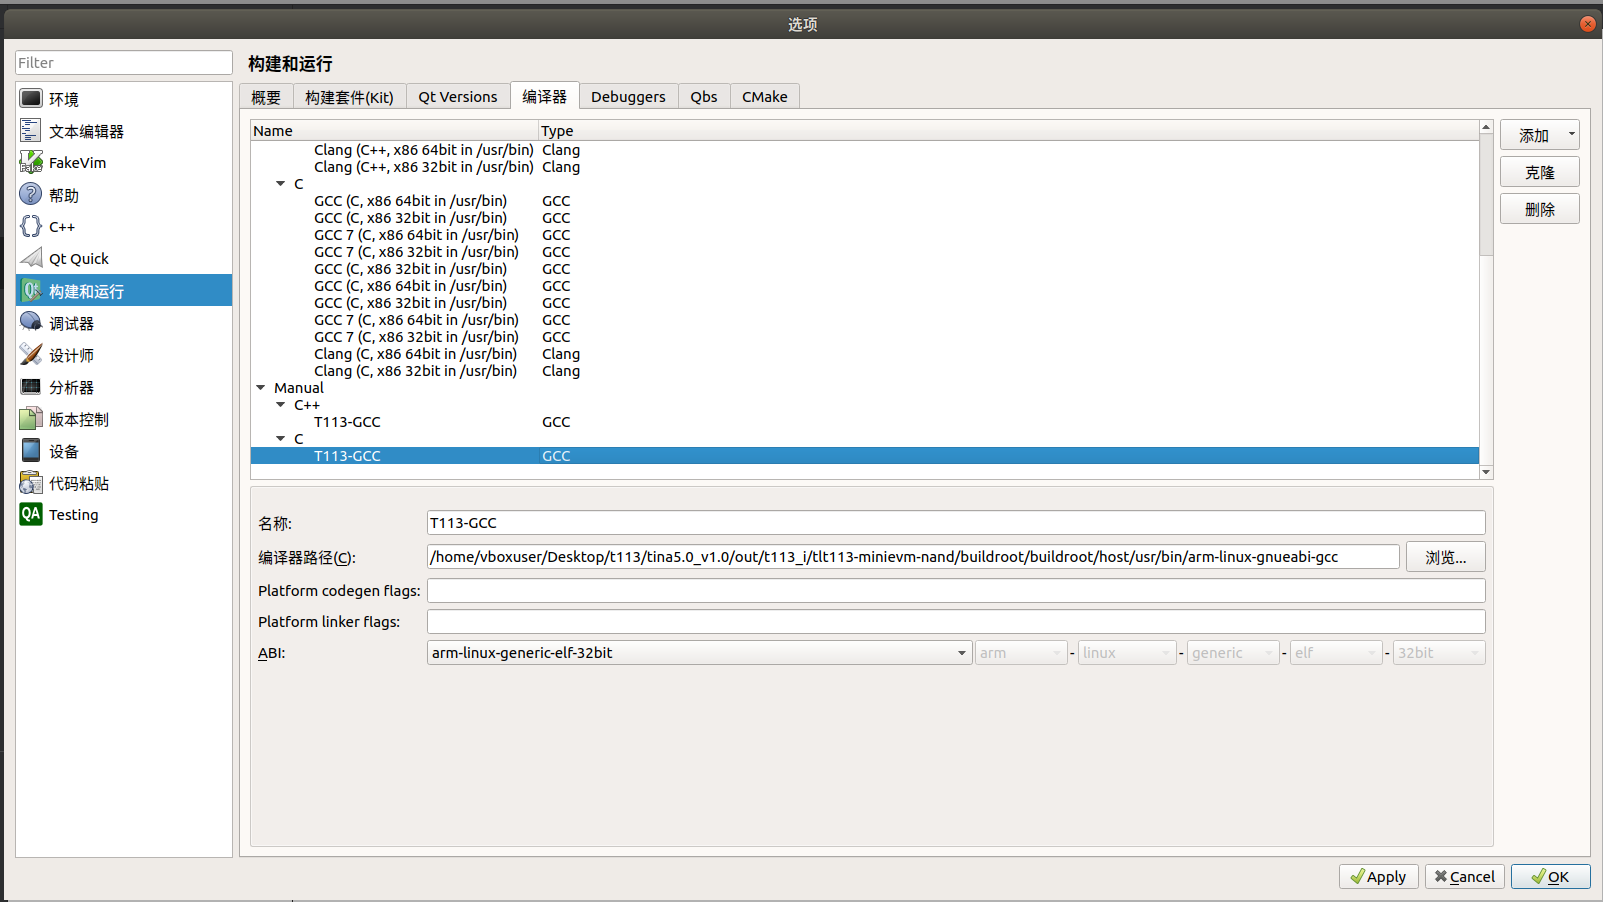 选项
Filter
环境
文本编辑器
FakeVim
帮助
C++
Qt Quick
构建和运行
调试器
设计师
分析器
版本控制
设备
代码粘贴
Testing
构建和运行
概要 构建套件(Kit) Qt Versions 编译器 Debuggers Qbs CMake
Name Type
Clang (C++, x86 64bit in /usr/bin) Clang
Clang (C++, x86 32bit in /usr/bin) Clang
C
GCC (C, x86 64bit in /usr/bin) GCC
GCC (C, x86 32bit in /usr/bin) GCC
GCC 7 (C, x86 64bit in /usr/bin) GCC
GCC 7 (C, x86 32bit in /usr/bin) GCC
GCC (C, x86 32bit in /usr/bin) GCC
GCC (C, x86 64bit in /usr/bin) GCC
GCC (C, x86 32bit in /usr/bin) GCC
GCC 7 (C, x86 64bit in /usr/bin) GCC
GCC 7 (C, x86 32bit in /usr/bin) GCC
Clang (C, x86 64bit in /usr/bin) Clang
Clang (C, x86 32bit in /usr/bin) Clang
Manual
C++
T113-GCC GCC
C
T113-GCC GCC
添加
克隆
删除
名称: T113-GCC
编译器路径(C): /home/vboxuser/Desktop/t113/tina5.0_v1.0/out/t113_i/tlt113-minievm-nand/buildroot/buildroot/host/usr/bin/arm-linux-gnueabi-gcc 浏览...
Platform codegen flags:
Platform linker flags:
ABI: arm-linux-generic-elf-32bit arm - linux - generic - elf - 32bit
Apply Cancel OK